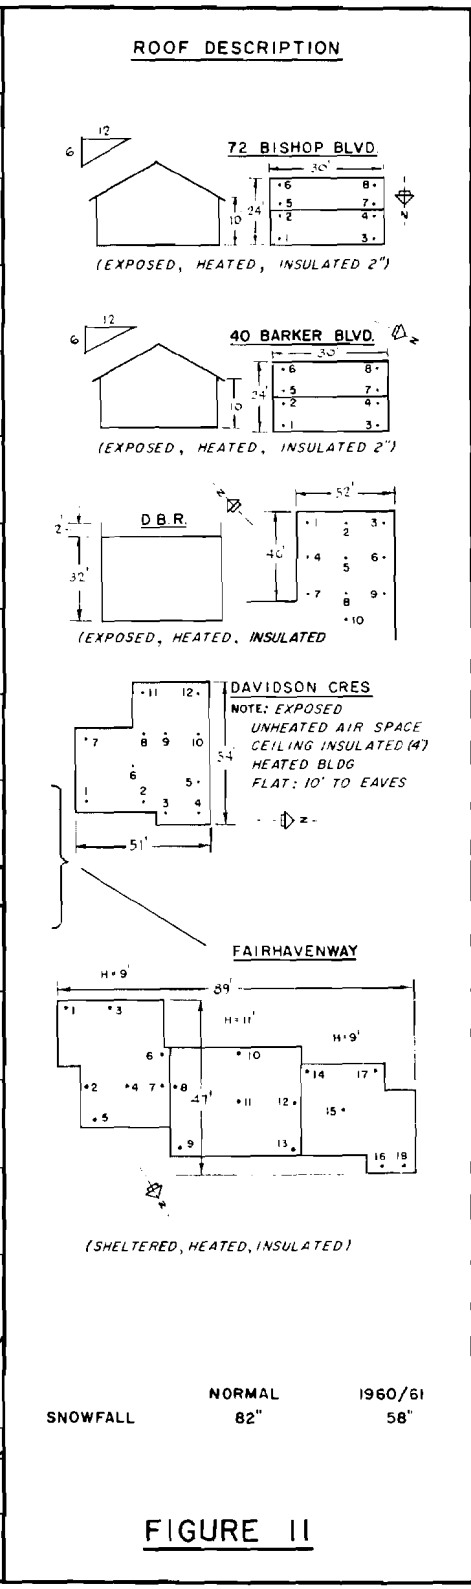 ROOF DESCRIPTION
12
6
72 BISHOP BLVD.
30'
6 8
24' 5 7
10 2 4
1 3
N
(EXPOSED, HEATED, INSULATED 2")
12
6
40 BARKER BLVD.
N
30'
6 8
24' 5 7
10 2 4
1 3
(EXPOSED, HEATED, INSULATED 2")
N
52'
D.B.R.
2'
1 2 3
32'
4 5 6
7 8 9
10
(EXPOSED, HEATED, INSULATED
11 12
DAVIDSON CRES
NOTE: EXPOSED
UNHEATED AIR SPACE
CEILING INSULATED (4")
HEATED BLDG
FLAT: 10' TO EAVES
7 8 9 10
54'
6
5
1 2 3 4
N
51'
FAIRHAVENWAY
H=9'
89'
1 3
H=11'
H=9'
6 10
14 17
2 4 7 8
47'
11 12
15
5
9 13
16 18
N
(SHELTERED, HEATED, INSULATED)
NORMAL 1960/61
SNOWFALL 82" 58"
FIGURE 11